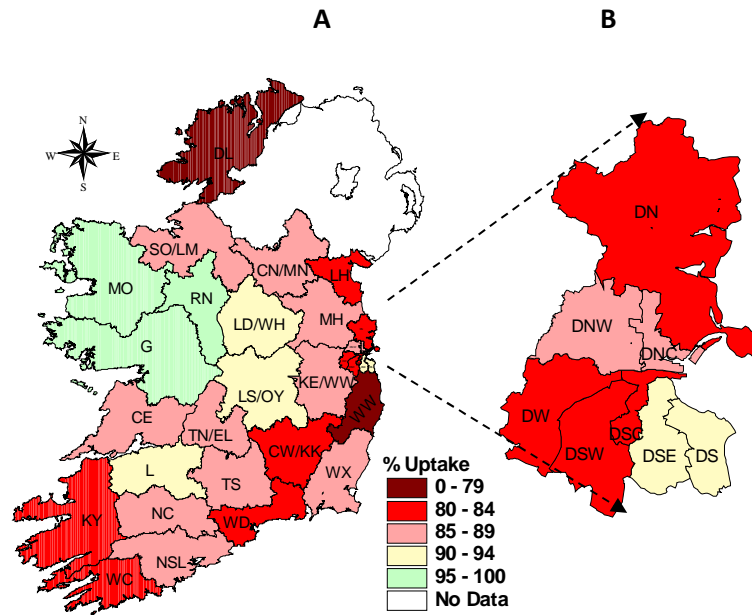 A
B
N
W E
S
DL
SO/LM
CN/MN
LH
MO
RN
LD/WH
MH
G
LS/OY
KE/WW
WW
CE
TN/EL
CW/KK
L
TS
WX
KY
NC
WD
WC
NSL
% Uptake
0 - 79
80 - 84
85 - 89
90 - 94
95 - 100
No Data
DN
DNW
DNC
DW
DSC
DSW
DSE
DS